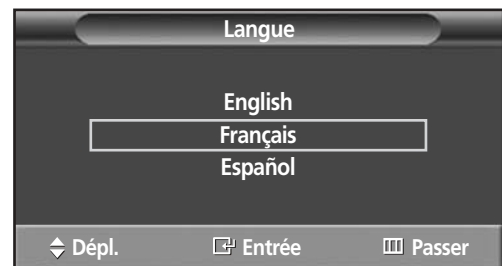 Langue
English
Français
Español
Dépl. Entrée Passer